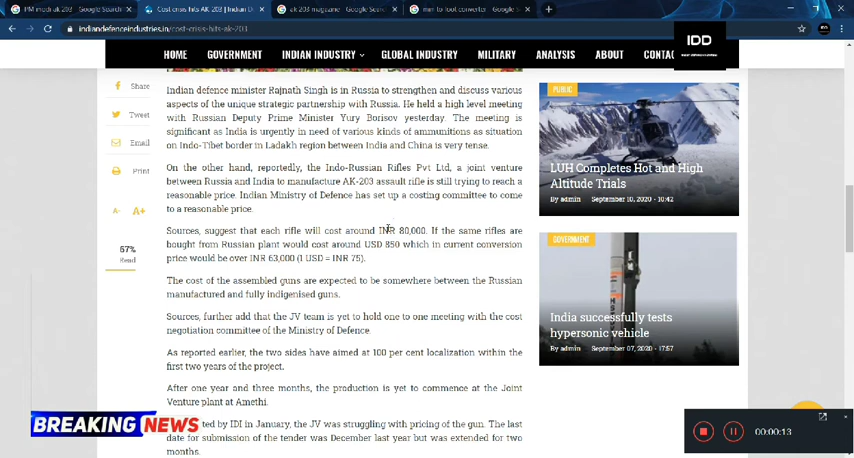 PM modi ak 203 - Google Search
Cost crisis hits AK 203 | Indian D
ak 203 magazine - Google Sear
mm to foot converter - Google S
indiandefenceindustries.in/cost-crisis-hits-ak-203
IDD
HOME GOVERNMENT INDIAN INDUSTRY GLOBAL INDUSTRY MILITARY ANALYSIS ABOUT CONTAC
IDD
Share
Tweet
Email
Print
A- A+
57%
Read
Indian defence minister Rajnath Singh is in Russia to strengthen and discuss various
aspects of the unique strategic partnership with Russia. He held a high level meeting
with Russian Deputy Prime Minister Yury Borisov yesterday. The meeting is
significant as India is urgently in need of various kinds of ammunitions as situation
on Indo-Tibet border in Ladakh region between India and China is very tense.
On the other hand, reportedly, the Indo-Russian Rifles Pvt Ltd, a joint venture
between Russia and India to manufacture AK-203 assault rifle is still trying to reach a
reasonable price. Indian Ministry of Defence has set up a costing committee to come
to a reasonable price.
Sources, suggest that each rifle will cost around INR 80,000. If the same rifles are
bought from Russian plant would cost around USD 850 which in current conversion
price would be over INR 63,000 (1 USD = INR 75).
The cost of the assembled guns are expected to be somewhere between the Russian
manufactured and fully indigenised guns.
Sources, further add that the JV team is yet to hold one to one meeting with the cost
negotiation committee of the Ministry of Defence.
As reported earlier, the two sides have aimed at 100 per cent localization within the
first two years of the project.
After one year and three months, the production is yet to commence at the Joint
Venture plant at Amethi.
ted by IDI in January, the JV was struggling with pricing of the gun. The last
date for submission of the tender was December last year but was extended for two
months.
PUBLIC
LUH Completes Hot and High
Altitude Trials
By admin September 10, 2020 - 10:42
GOVERNMENT
India successfully tests
hypersonic vehicle
By admin September 07, 2020 - 17:57
BREAKING NEWS
00:00:13